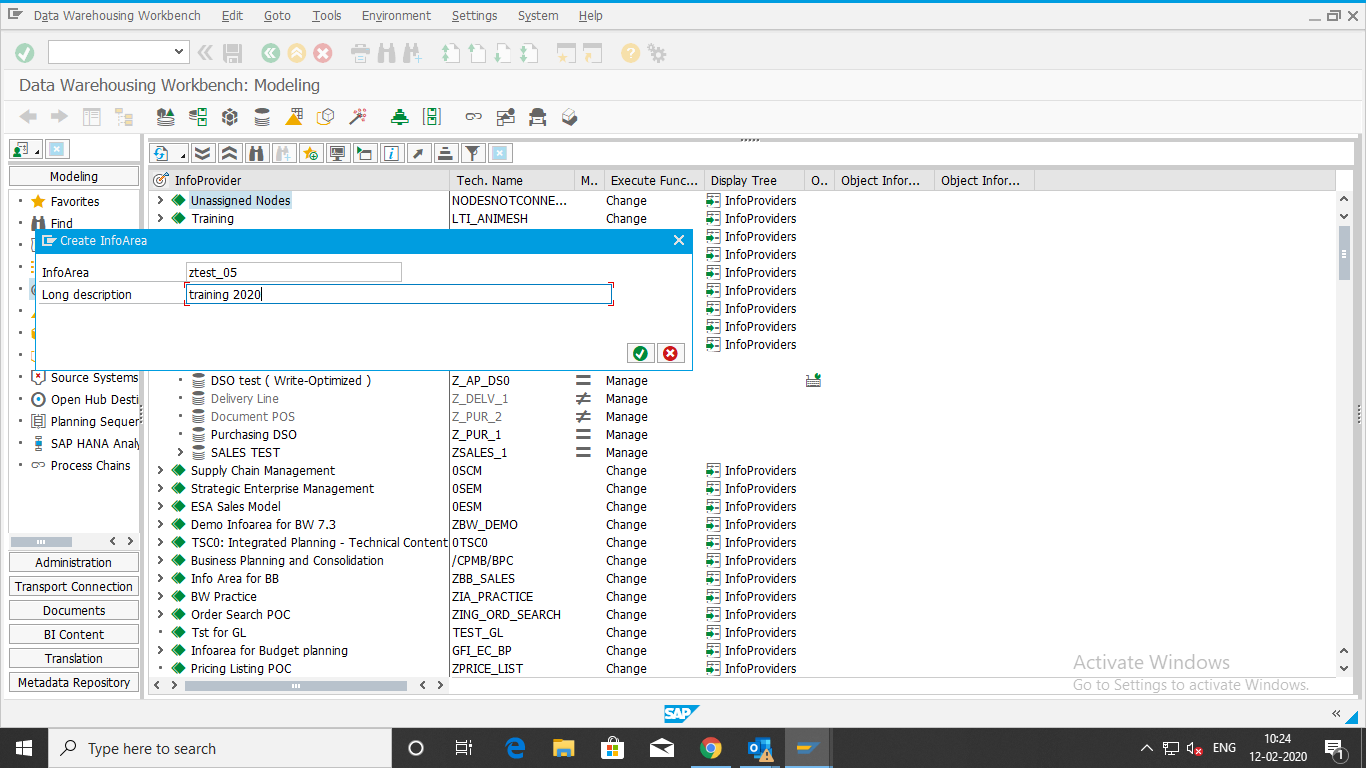 Data Warehousing Workbench Edit Goto Tools Environment Settings System Help
Data Warehousing Workbench: Modeling
Modeling
Favorites
Find
Source Systems
Open Hub Desti
Planning Sequer
SAP HANA Analy
Process Chains
Administration
Transport Connection
Documents
BI Content
Translation
Metadata Repository
InfoProvider Tech. Name M.. Execute Func... Display Tree O.. Object Infor... Object Infor...
Unassigned Nodes NODESNOTCONNE... Change InfoProviders
Training LTI_ANIMESH Change InfoProviders
InfoProviders
InfoProviders
InfoProviders
InfoProviders
InfoProviders
InfoProviders
InfoProviders
Create InfoArea
InfoArea ztest_05
Long description training 2020
DSO test ( Write-Optimized ) Z_AP_DS0 Manage
Delivery Line Z_DELV_1 Manage
Document POS Z_PUR_2 Manage
Purchasing DSO Z_PUR_1 Manage
SALES TEST ZSALES_1 Manage
Supply Chain Management 0SCM Change InfoProviders
Strategic Enterprise Management 0SEM Change InfoProviders
ESA Sales Model 0ESM Change InfoProviders
Demo Infoarea for BW 7.3 ZBW_DEMO Change InfoProviders
TSC0: Integrated Planning - Technical Content 0TSC0 Change InfoProviders
Business Planning and Consolidation /CPMB/BPC Change InfoProviders
Info Area for BB ZBB_SALES Change InfoProviders
BW Practice ZIA_PRACTICE Change InfoProviders
Order Search POC ZING_ORD_SEARCH Change InfoProviders
Tst for GL TEST_GL Change InfoProviders
Infoarea for Budget planning GFI_EC_BP Change InfoProviders
Pricing Listing POC ZPRICE_LIST Change InfoProviders
Activate Windows
Go to Settings to activate Windows.
SAP
Type here to search
ENG
10:24
12-02-2020
1